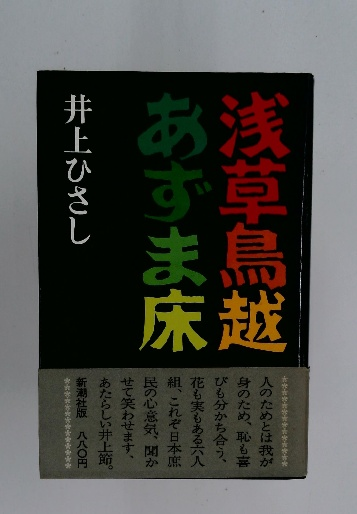 浅草鳥越
あずま床
井上ひさし
人のためとは我が
身のため、恥も喜
びも分かち合う、
花も実もある六人
組、これぞ日本庶
民の心意気、聞か
せて笑わせます、
あたらしい井上節。
新潮社版 八八〇円